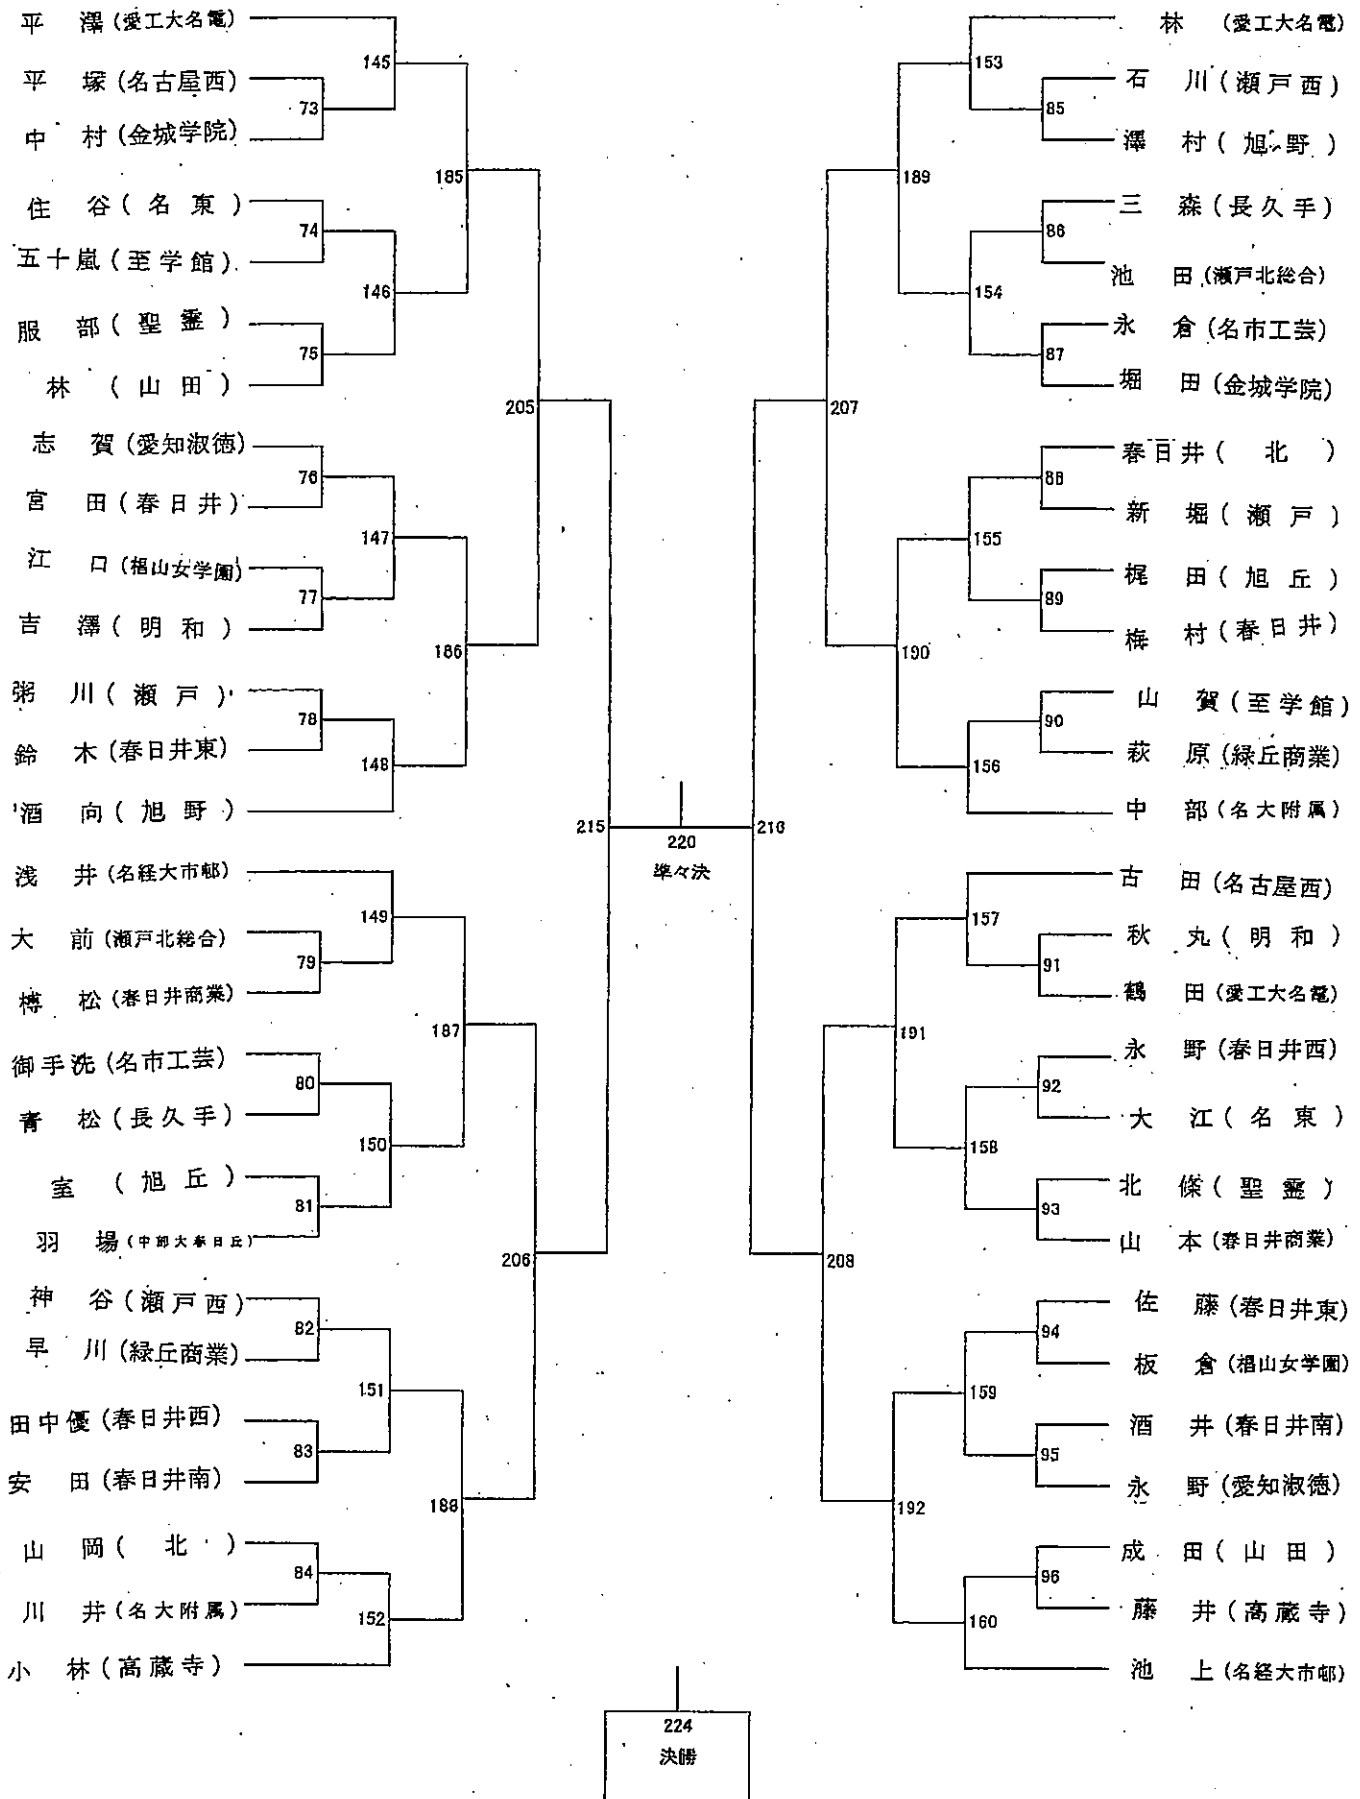 平澤(愛工大名電)
145
平塚(名古屋西)
73
中村(金城学院)
185
住谷(名東)
74
五十嵐(至学館)
146
服部(聖霊)
75
林(山田)
205
志賀(愛知淑徳)
76
宮田(春日井)
147
江口(椙山女学園)
77
吉澤(明和)
186
粥川(瀬戸)
78
鈴木(春日井東)
148
酒向(旭野)
215
浅井(名経大市邨)
149
大前(瀬戸北総合)
79
樽松(春日井商業)
187
御手洗(名市工芸)
80
青松(長久手)
150
室(旭丘)
81
羽場(中部大春日丘)
206
神谷(瀬戸西)
82
早川(緑丘商業)
151
田中優(春日井西)
83
安田(春日井南)
188
山岡(北)
84
川井(名大附属)
152
小林(高蔵寺)
220
準々決
林(愛工大名電)
153
石川(瀬戸西)
85
澤村(旭野)
189
三森(長久手)
86
池田(瀬戸北総合)
154
永倉(名市工芸)
87
堀田(金城学院)
207
春日井(北)
88
新堀(瀬戸)
155
梶田(旭丘)
89
梅村(春日井)
190
山賀(至学館)
90
萩原(緑丘商業)
156
中部(名大附属)
216
古田(名古屋西)
157
秋丸(明和)
91
鶴田(愛工大名電)
191
永野(春日井西)
92
大江(名東)
158
北條(聖霊)
93
山本(春日井商業)
208
佐藤(春日井東)
94
板倉(椙山女学園)
159
酒井(春日井南)
95
永野(愛知淑徳)
192
成田(山田)
96
藤井(高蔵寺)
160
池上(名経大市邨)
224
決勝